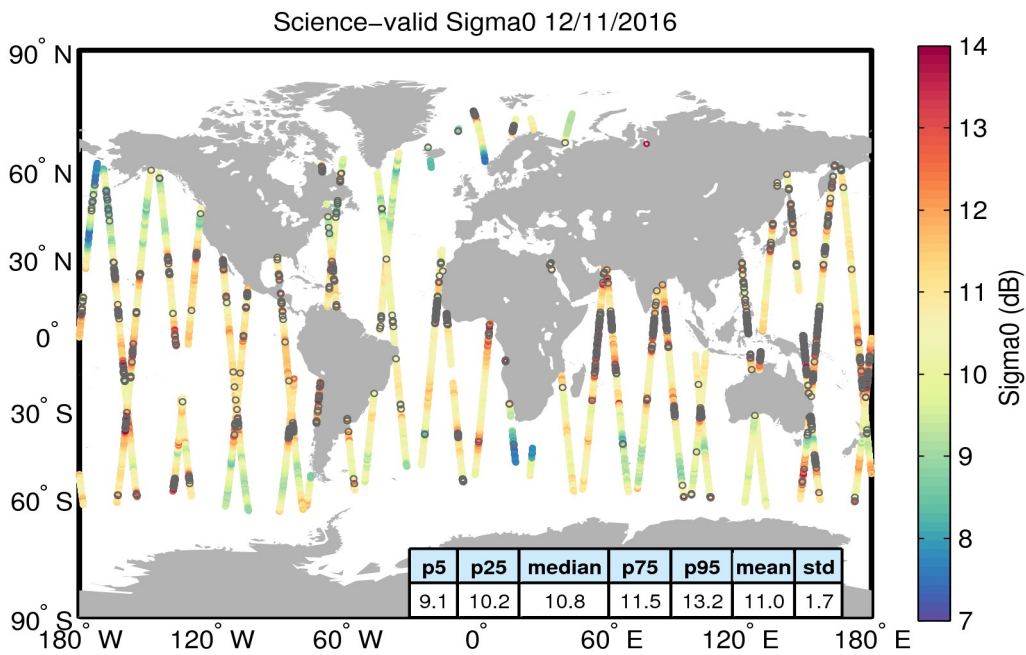 Science−valid Sigma0 12/11/2016
90° N
60° N
30° N
0°
30° S
60° S
90° S
180° W
120° W
60° W
0°
60° E
120° E
180° E
p5 p25 median p75 p95 mean std
9.1 10.2 10.8 11.5 13.2 11.0 1.7
14
13
12
11
10
9
8
7
Sigma0 (dB)